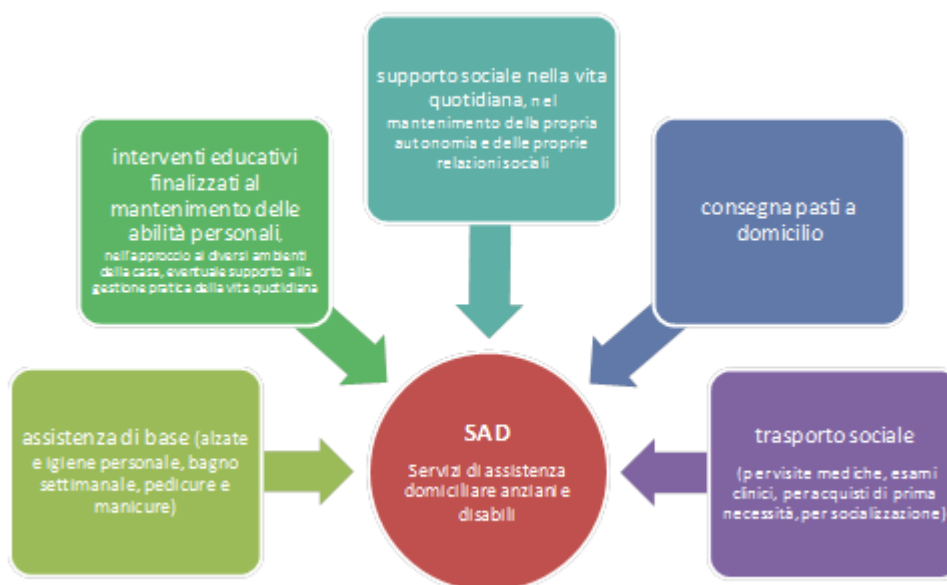 supporto sociale nella vita
quotidiana, nel
mantenimento della propria
autonomia e delle proprie
relazioni sociali
interventi educativi
finalizzati al
mantenimento delle
abilità personali,
nell'approccio ai diversi ambienti
della casa, eventuale supporto alla
gestione pratica della vita quotidiana
consegna pasti a
domicilio
assistenza di base (alzate
e igiene personale, bagno
settimanale, pedicure e
manicure)
SAD
Servizi di assistenza
domiciliare anziani e
disabili
trasporto sociale
(per visite mediche, esami
clinici, per acquisti di prima
necessità, per socializzazione)